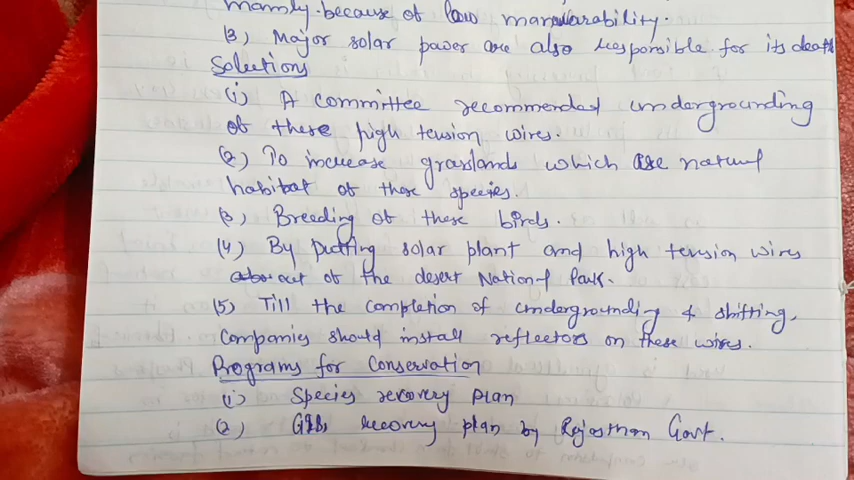 mainly because of low manuarability.
(3) Major solar power are also responsible for its death
Solutions
(1) A committee recommended undergrounding
of these high tension wires.
(2) To increase grasslands which are natural
habitat of these species.
(3) Breeding of these birds.
(4) By putting solar plant and high tension wires
out of the desert National Park.
(5) Till the completion of undergrounding & shifting,
Companies should install reflectors on these wires.
Programs for Conservation
(1) Species recovery plan
(2) GIB, recovery plan by Rajasthan Govt.